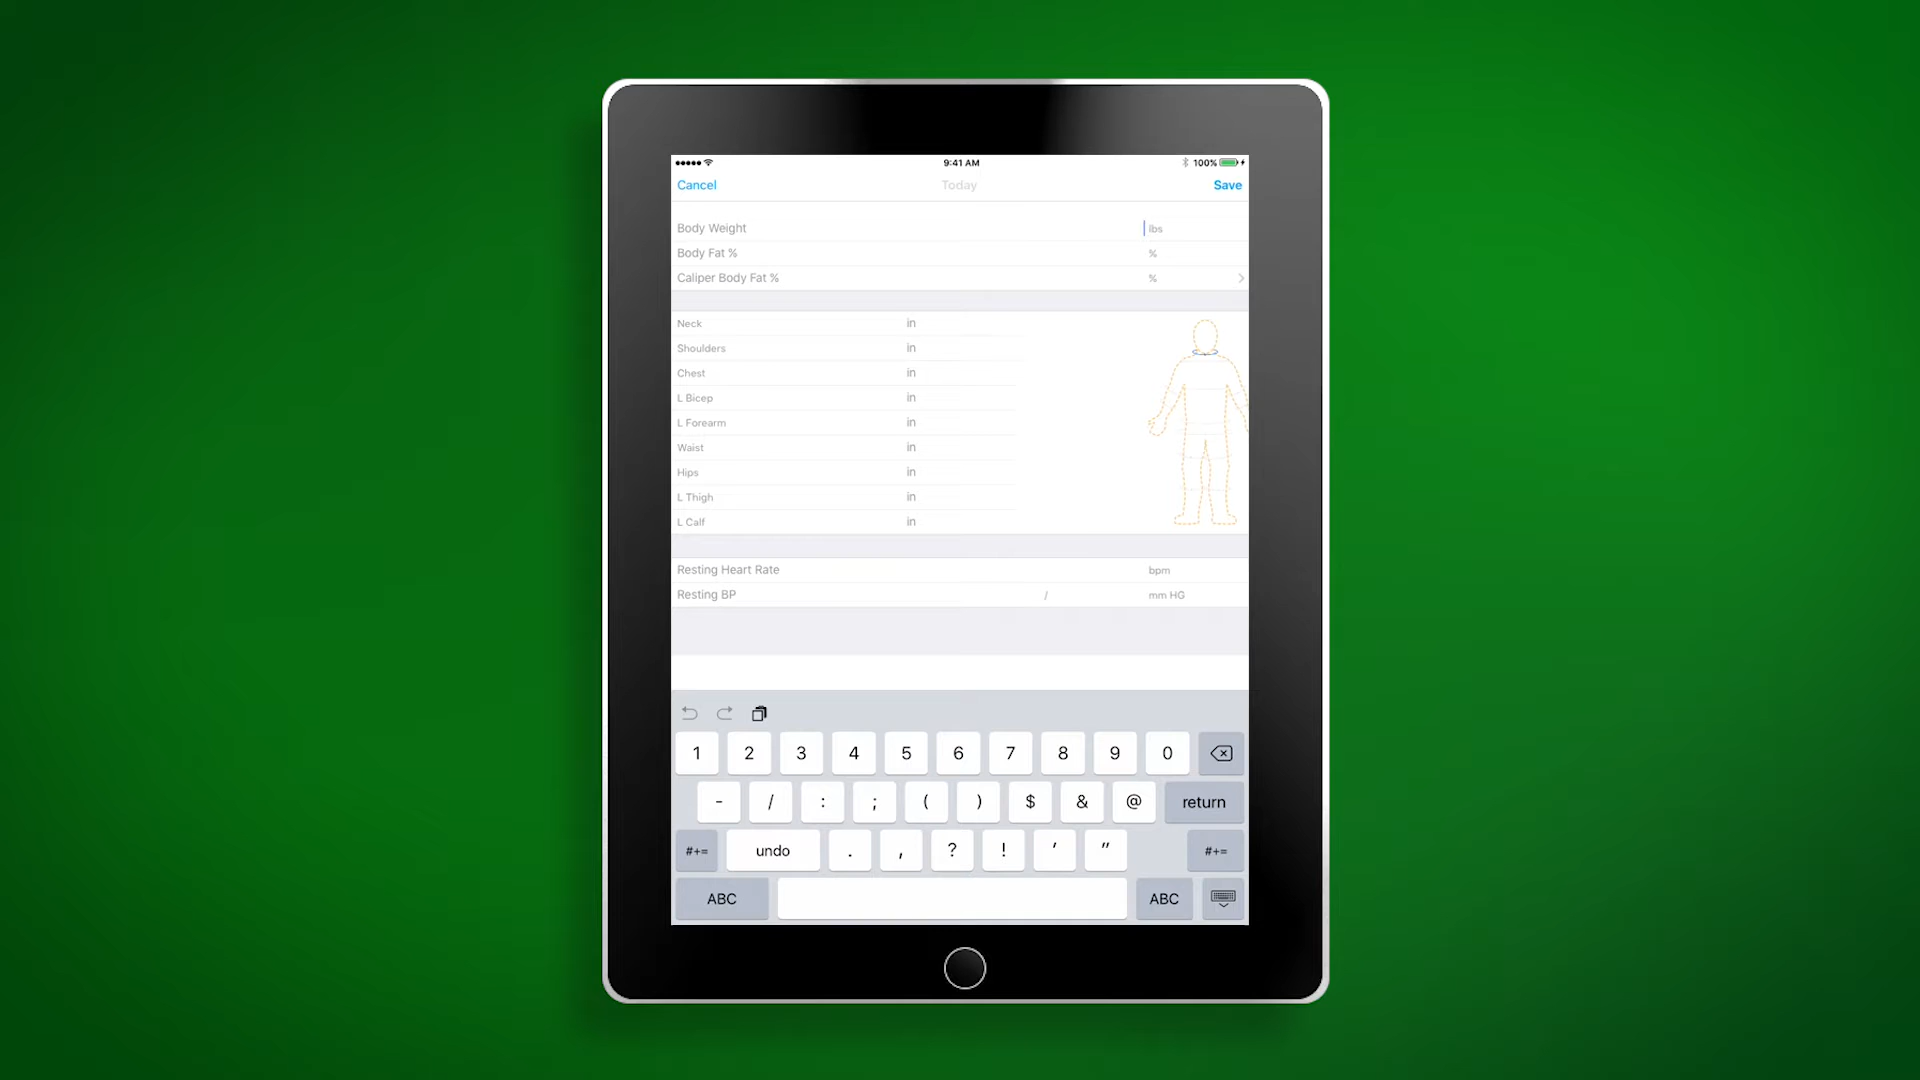 9:41 AM 100%
Cancel Today Save
Body Weight lbs
Body Fat % %
Caliper Body Fat % %
Neck in
Shoulders in
Chest in
L Bicep in
L Forearm in
Waist in
Hips in
L Thigh in
L Calf in
Resting Heart Rate bpm
Resting BP / mm HG
1 2 3 4 5 6 7 8 9 0
- / : ; ( ) $ & @ return
#+= undo . , ? ! ' " #+=
ABC ABC